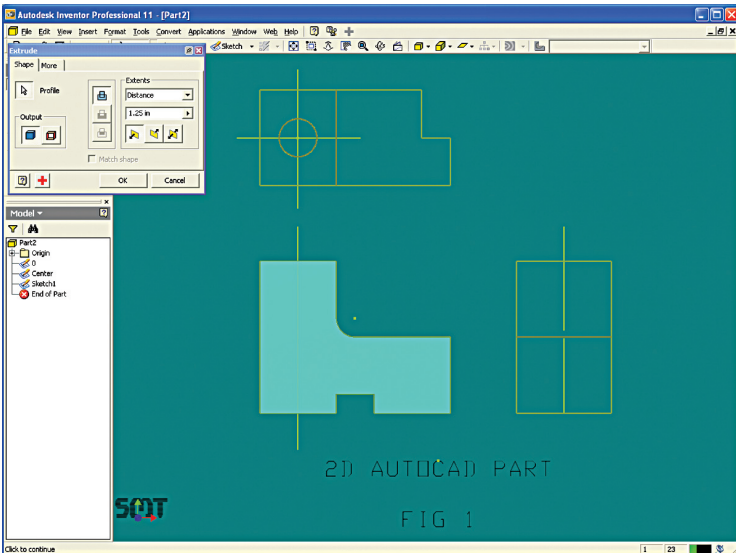 Autodesk Inventor Professional 11 - [Part2]
File Edit View Insert Format Tools Convert Applications Window Web Help
Sketch
Extrude
Shape More
Profile
Output
Extents
Distance
1.25 in
Match shape
OK Cancel
Model
Part2
Origin
0
Center
Sketch1
End of Part
2D AUTOCAD PART
SMT
FIG 1
Click to continue
1 23